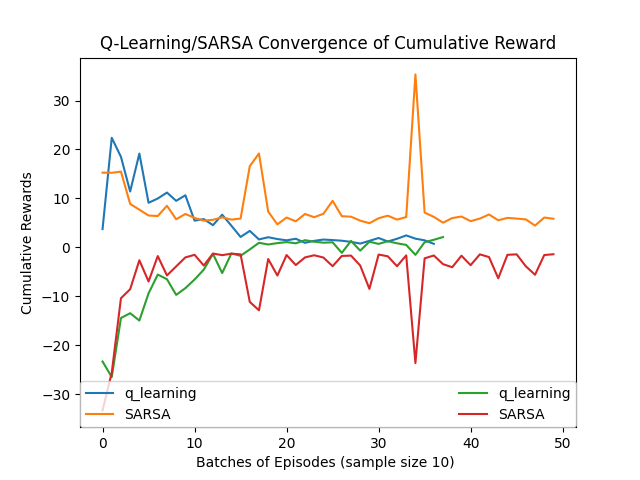 Q-Learning/SARSA Convergence of Cumulative Reward
Cumulative Rewards
30
20
10
0
−10
−20
−30
q_learning
SARSA
q_learning
SARSA
0 10 20 30 40 50
Batches of Episodes (sample size 10)